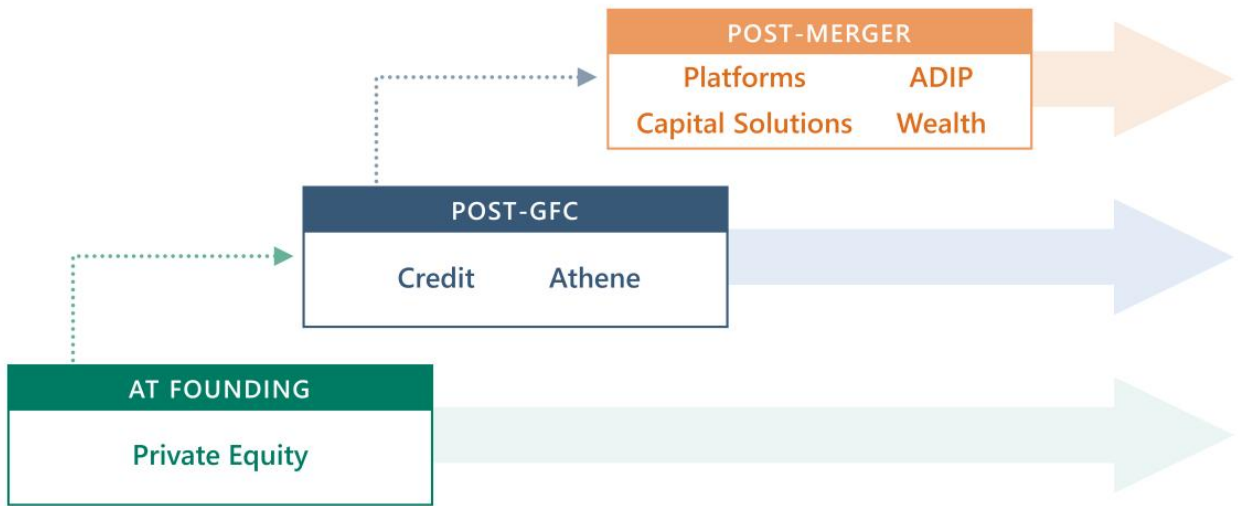 POST-MERGER
Platforms ADIP
Capital Solutions Wealth
POST-GFC
Credit Athene
AT FOUNDING
Private Equity